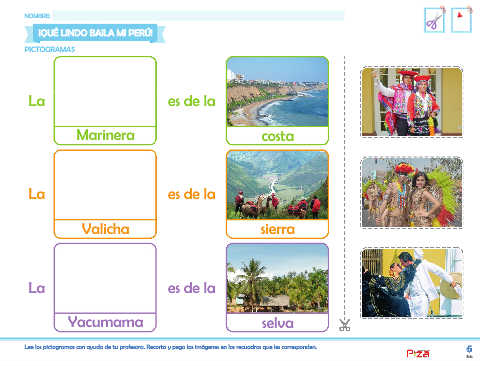 NOMBRE
¡QUÉ LINDO BAILA MI PERÚ!
PICTOGRAMAS
La
Marinera
es de la
costa
La
Valicha
es de la
sierra
La
Yacumama
es de la
selva
Lee los pictogramas con ayuda de tu profesora. Recorta y pega las imágenes en los recuadros que les correspondan.
6